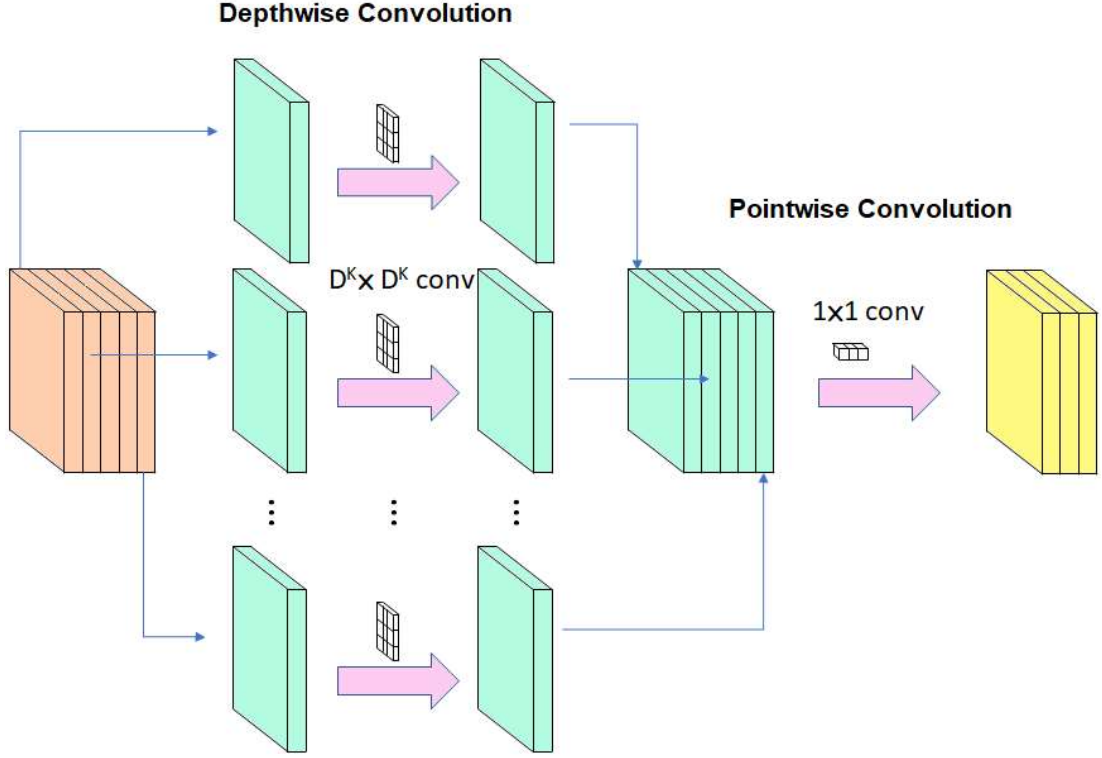 Depthwise Convolution
Pointwise Convolution
D^K x D^K conv
1x1 conv